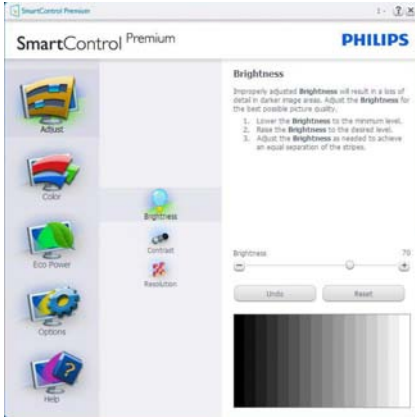 SmartControl Premium
SmartControl Premium
PHILIPS
Adjust
Color
Eco Power
Options
Help
Brightness
Contrast
Resolution
Brightness
Improperly adjusted Brightness will result in a loss of
detail in darker image areas. Adjust the Brightness for
the best possible picture quality.
1. Lower the Brightness to the minimum level.
2. Raise the Brightness to the desired level.
3. Adjust the Brightness as needed to achieve
an equal separation of the stripes.
Brightness 70
Undo Reset